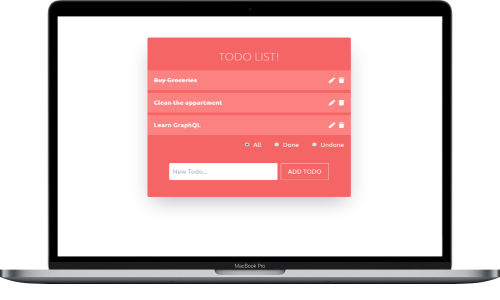 TODO LIST!
Buy Groceries
Clean the appartment
Learn GraphQL
All Done Undone
New Todo... ADD TODO
MacBook Pro